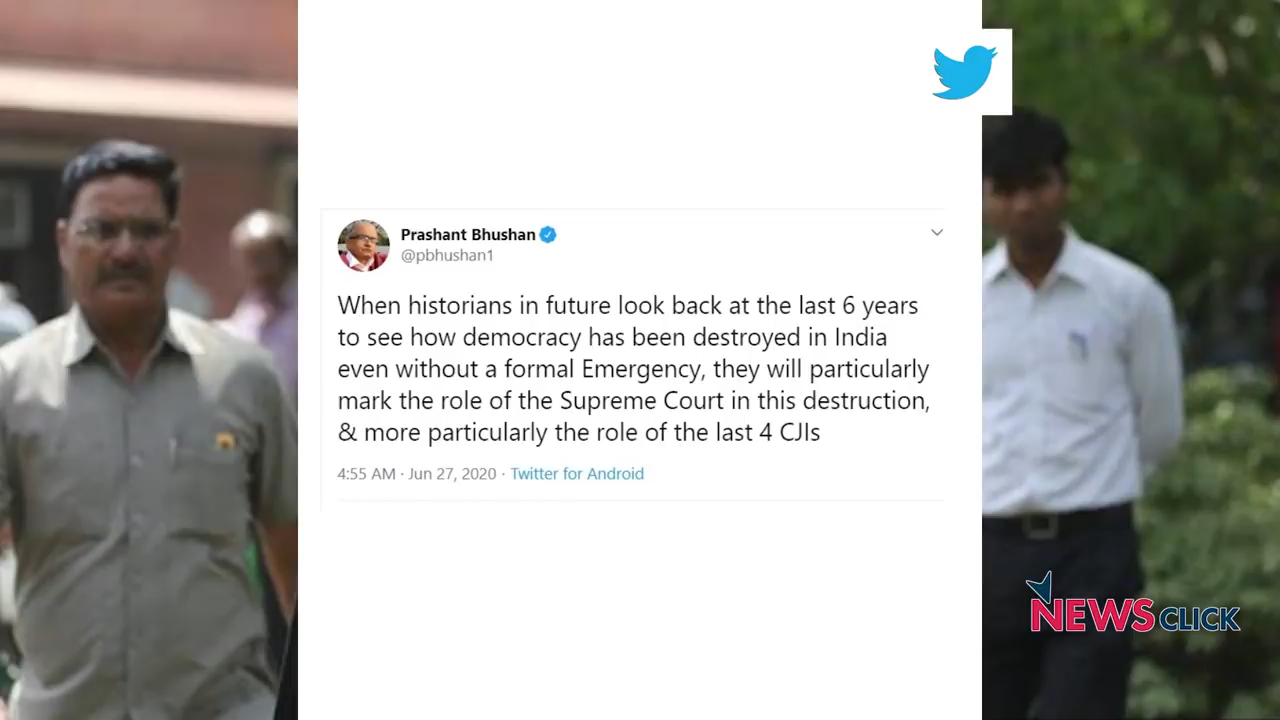 Prashant Bhushan
@pbhushan1
When historians in future look back at the last 6 years
to see how democracy has been destroyed in India
even without a formal Emergency, they will particularly
mark the role of the Supreme Court in this destruction,
& more particularly the role of the last 4 CJIs
4:55 AM · Jun 27, 2020 · Twitter for Android
NEWSCLICK